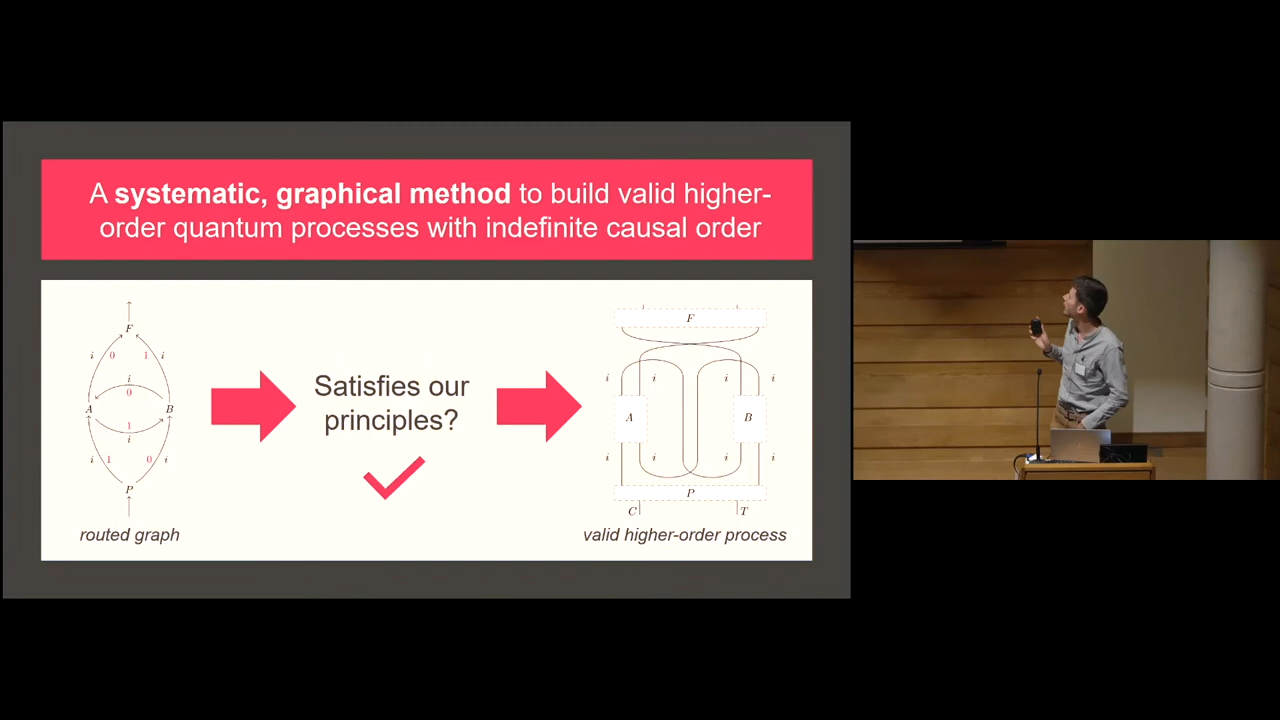 A systematic, graphical method to build valid higher-
order quantum processes with indefinite causal order
F
i 0 1 i
i
0
A B
1
i
i 1 0 i
P
routed graph
Satisfies our
principles?
F
i i i i
A B
i i i i
P
C T
valid higher-order process